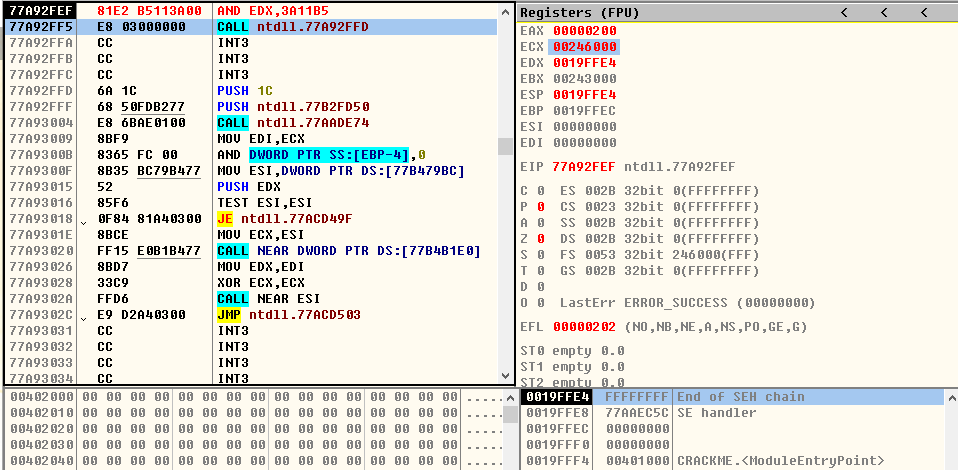 77A92FEF 81E2 B5113A00 AND EDX,3A11B5
77A92FF5 E8 03000000 CALL ntdll.77A92FFD
77A92FFA CC INT3
77A92FFB CC INT3
77A92FFC CC INT3
77A92FFD 6A 1C PUSH 1C
77A92FFF 68 50FDB277 PUSH ntdll.77B2FD50
77A93004 E8 6BAE0100 CALL ntdll.77AADE74
77A93009 8BF9 MOV EDI,ECX
77A9300B 8365 FC 00 AND DWORD PTR SS:[EBP-4],0
77A9300F 8B35 BC79B477 MOV ESI,DWORD PTR DS:[77B479BC]
77A93015 52 PUSH EDX
77A93016 85F6 TEST ESI,ESI
77A93018 0F84 81A40300 JE ntdll.77ACD49F
77A9301E 8BCE MOV ECX,ESI
77A93020 FF15 E0B1B477 CALL NEAR DWORD PTR DS:[77B4B1E0]
77A93026 8BD7 MOV EDX,EDI
77A93028 33C9 XOR ECX,ECX
77A9302A FFD6 CALL NEAR ESI
77A9302C E9 D2A40300 JMP ntdll.77ACD503
77A93031 CC INT3
77A93032 CC INT3
77A93033 CC INT3
77A93034 CC INT3
Registers (FPU) < < <
EAX 00000200
ECX 00246000
EDX 0019FFE4
EBX 00243000
ESP 0019FFE4
EBP 0019FFEC
ESI 00000000
EDI 00000000
EIP 77A92FEF ntdll.77A92FEF
C 0 ES 002B 32bit 0(FFFFFFFF)
P 0 CS 0023 32bit 0(FFFFFFFF)
A 0 SS 002B 32bit 0(FFFFFFFF)
Z 0 DS 002B 32bit 0(FFFFFFFF)
S 0 FS 0053 32bit 246000(FFF)
T 0 GS 002B 32bit 0(FFFFFFFF)
D 0
O 0 LastErr ERROR_SUCCESS (00000000)
EFL 00000202 (NO,NB,NE,A,NS,PO,GE,G)
ST0 empty 0.0
ST1 empty 0.0
ST2 empty 0.0
00402000 00 00 00 00 00 00 00 00 00 00 00 00 00 00 00 00 .....
00402010 00 00 00 00 00 00 00 00 00 00 00 00 00 00 00 00 .....
00402020 00 00 00 00 00 00 00 00 00 00 00 00 00 00 00 00 .....
00402030 00 00 00 00 00 00 00 00 00 00 00 00 00 00 00 00 .....
00402040 00 00 00 00 00 00 00 00 00 00 00 00 00 00 00 00 .....
0019FFE4 FFFFFFFF End of SEH chain
0019FFE8 77AAEC5C SE handler
0019FFEC 00000000
0019FFF0 00000000
0019FFF4 00401000 CRACKME.<ModuleEntryPoint>